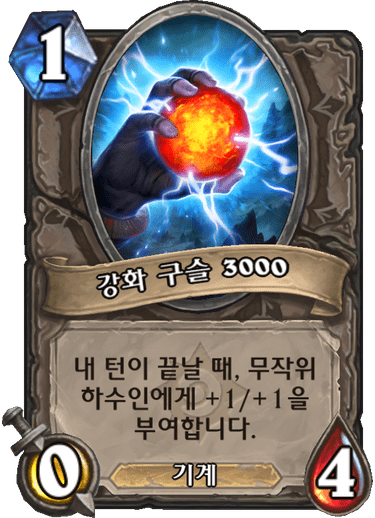 1
강화 구슬 3000
내 턴이 끝날 때, 무작위
하수인에게 +1/+1을
부여합니다.
0
기계
4